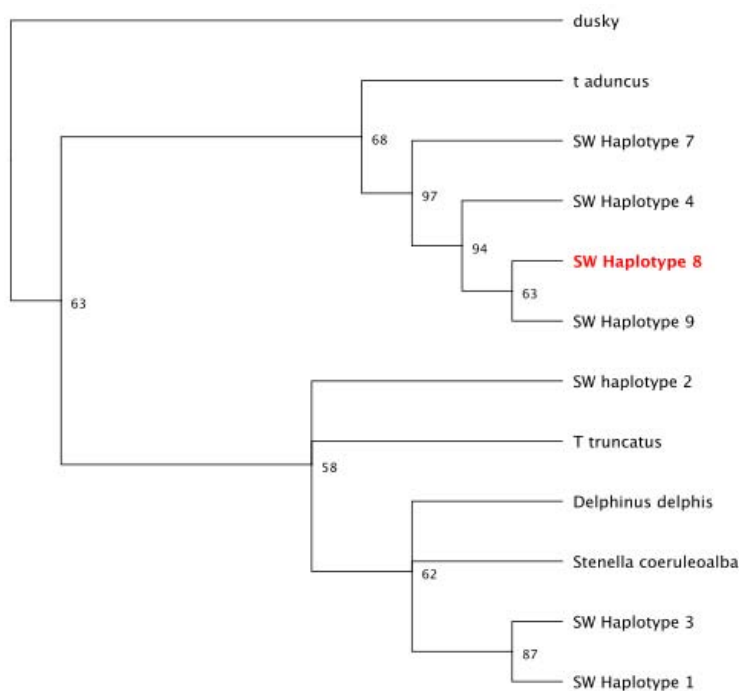 dusky
t aduncus
68
SW Haplotype 7
97
SW Haplotype 4
94
SW Haplotype 8
63
63
SW Haplotype 9
SW haplotype 2
T truncatus
58
Delphinus delphis
Stenella coeruleoalba
62
SW Haplotype 3
87
SW Haplotype 1